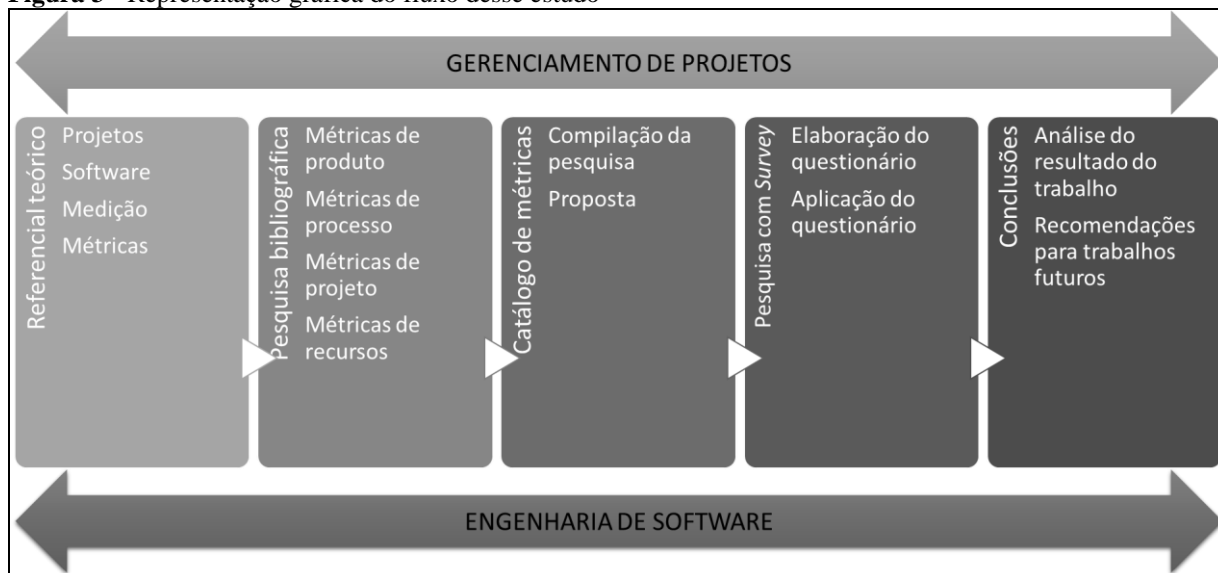 Figura 3 - Representação gráfica do fluxo desse estudo
GERENCIAMENTO DE PROJETOS
Referencial teórico
Projetos
Software
Medição
Métricas
Pesquisa bibliográfica
Métricas de
produto
Métricas de
processo
Métricas de
projeto
Métricas de
recursos
Catálogo de métricas
Compilação da
pesquisa
Proposta
Pesquisa com Survey
Elaboração do
questionário
Aplicação do
questionário
Conclusões
Análise do
resultado do
trabalho
Recomendações
para trabalhos
futuros
ENGENHARIA DE SOFTWARE